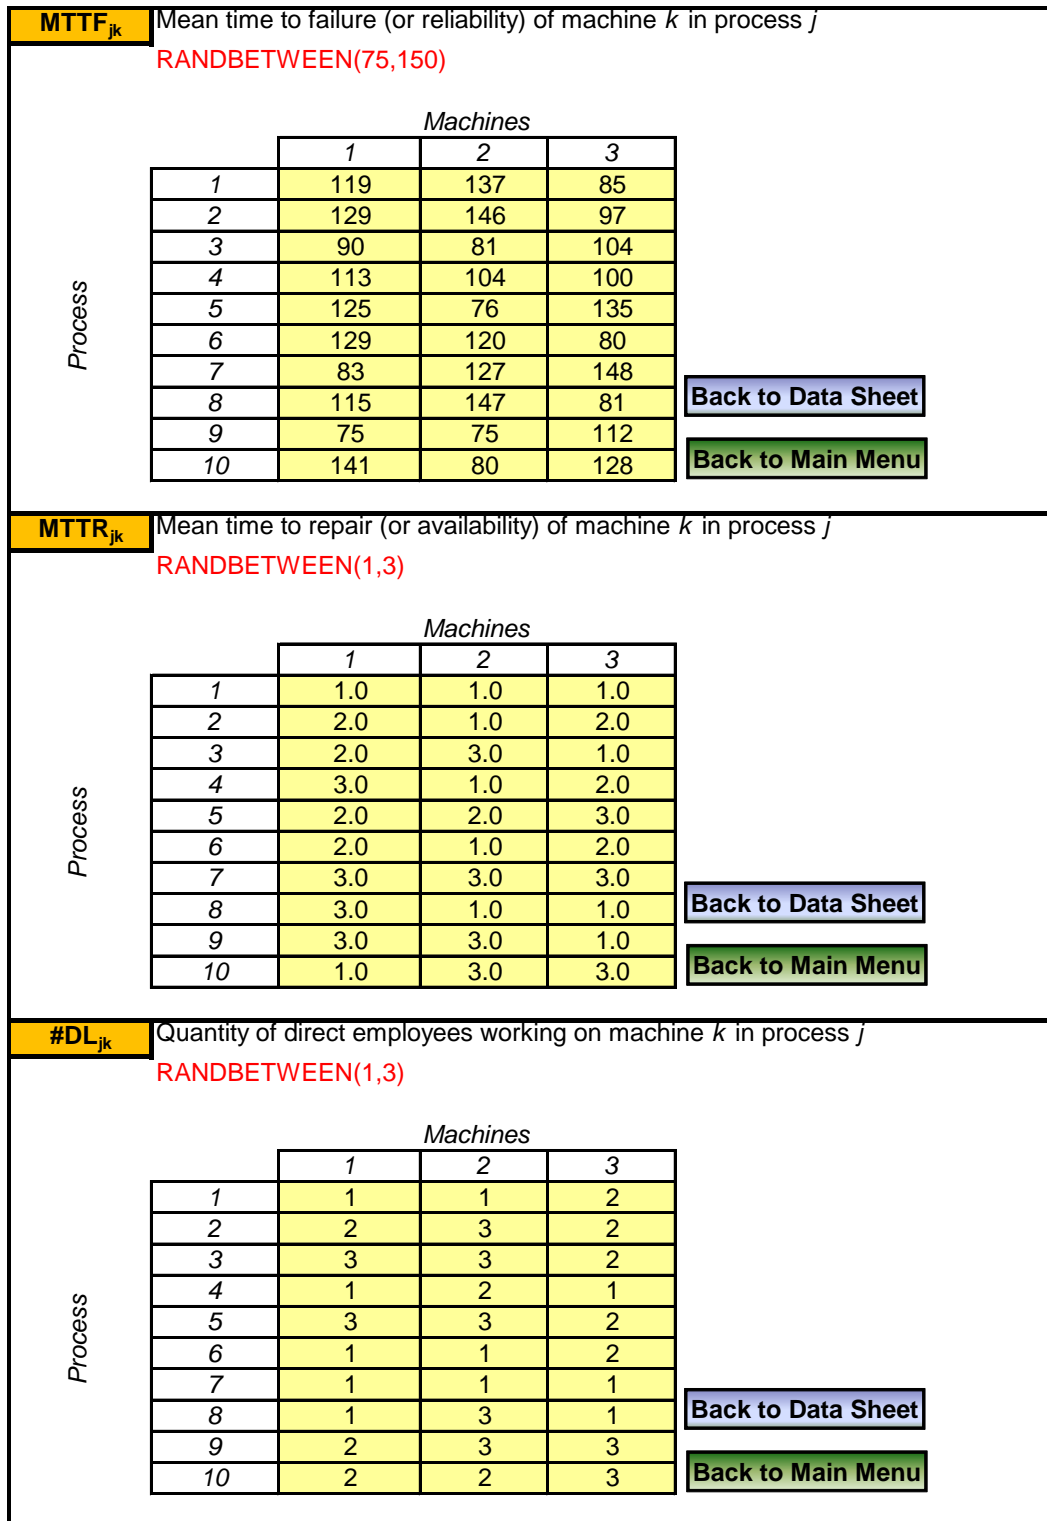 MTTFjk Mean time to failure (or reliability) of machine k in process j
RANDBETWEEN(75,150)
Machines
1 2 3
1 119 137 85
2 129 146 97
3 90 81 104
4 113 104 100
5 125 76 135
6 129 120 80
7 83 127 148
8 115 147 81
9 75 75 112
10 141 80 128
Process
Back to Data Sheet
Back to Main Menu
MTTRjk Mean time to repair (or availability) of machine k in process j
RANDBETWEEN(1,3)
Machines
1 2 3
1 1.0 1.0 1.0
2 2.0 1.0 2.0
3 2.0 3.0 1.0
4 3.0 1.0 2.0
5 2.0 2.0 3.0
6 2.0 1.0 2.0
7 3.0 3.0 3.0
8 3.0 1.0 1.0
9 3.0 3.0 1.0
10 1.0 3.0 3.0
Process
Back to Data Sheet
Back to Main Menu
#DLjk Quantity of direct employees working on machine k in process j
RANDBETWEEN(1,3)
Machines
1 2 3
1 1 1 2
2 2 3 2
3 3 3 2
4 1 2 1
5 3 3 2
6 1 1 2
7 1 1 1
8 1 3 1
9 2 3 3
10 2 2 3
Process
Back to Data Sheet
Back to Main Menu